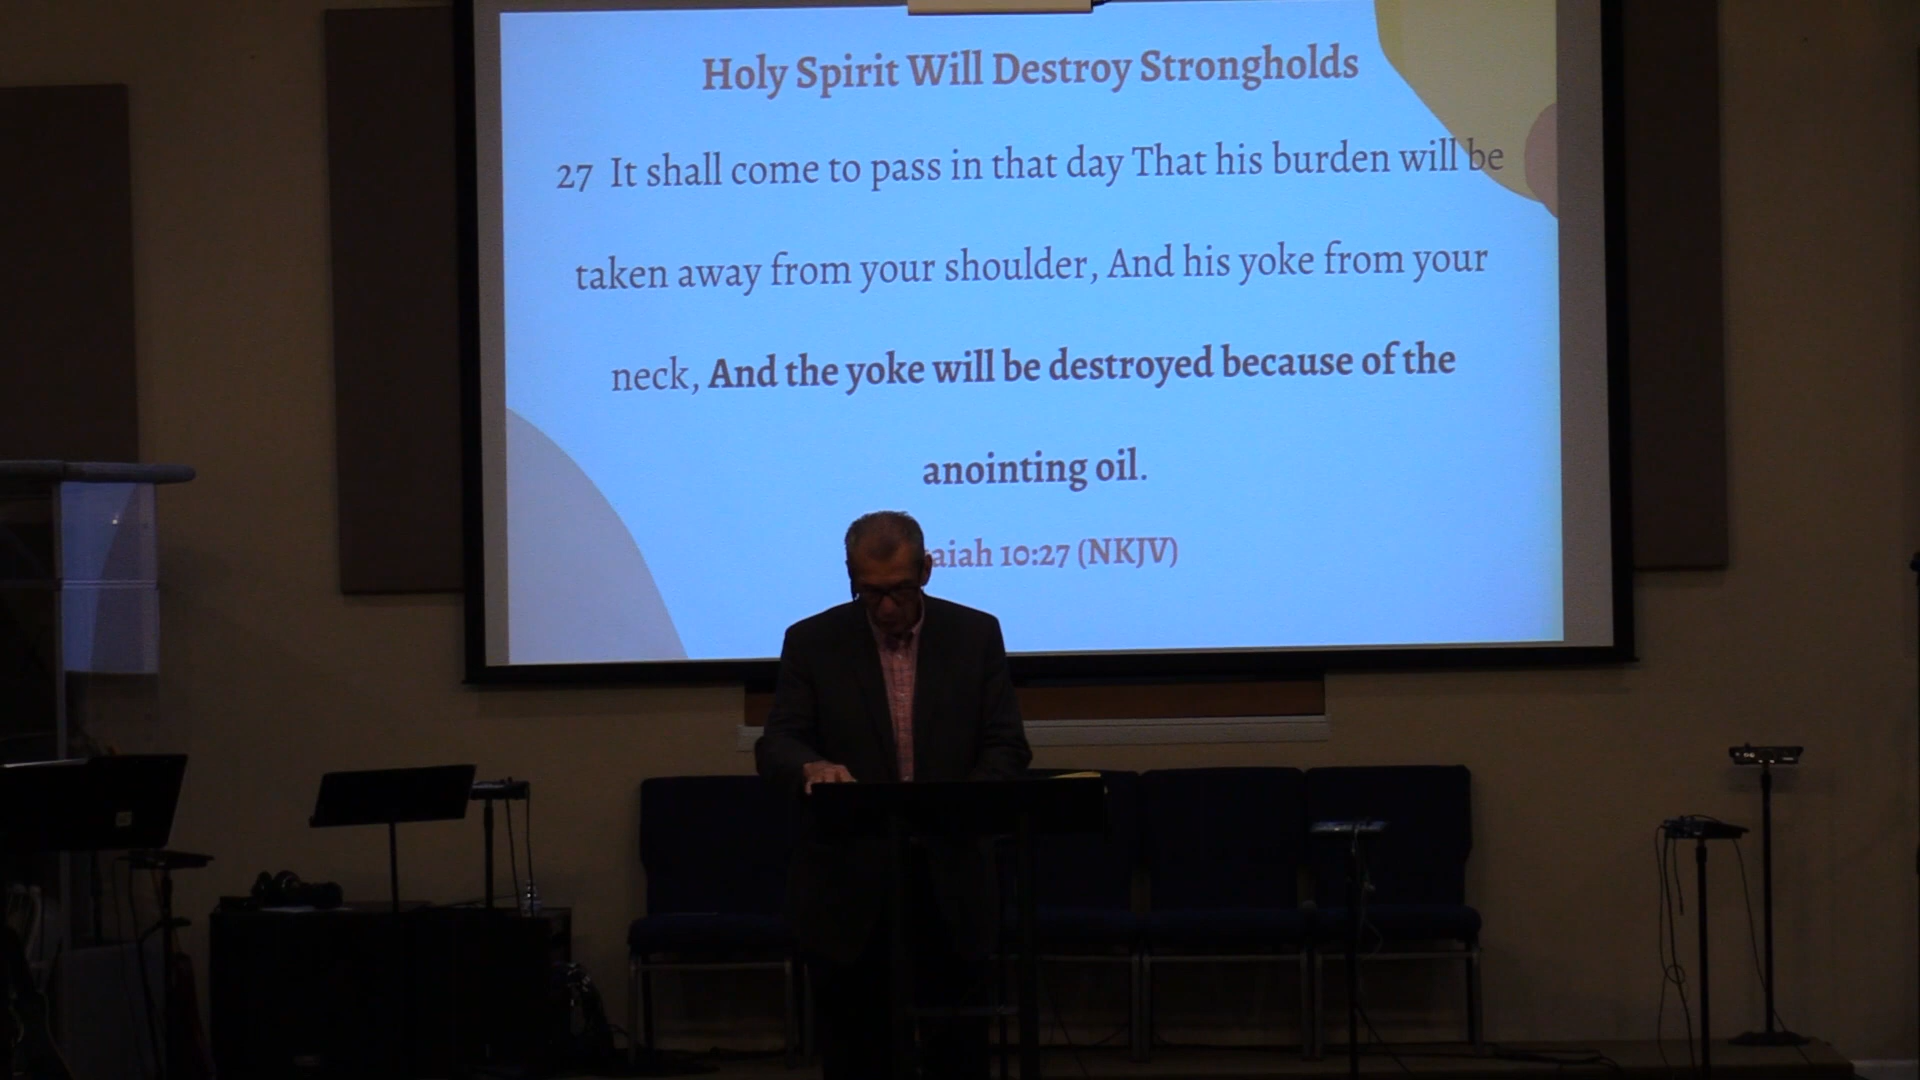 Holy Spirit Will Destroy Strongholds
27 It shall come to pass in that day That his burden will be
taken away from your shoulder, And his yoke from your
neck, And the yoke will be destroyed because of the
anointing oil.
aiah 10:27 (NKJV)